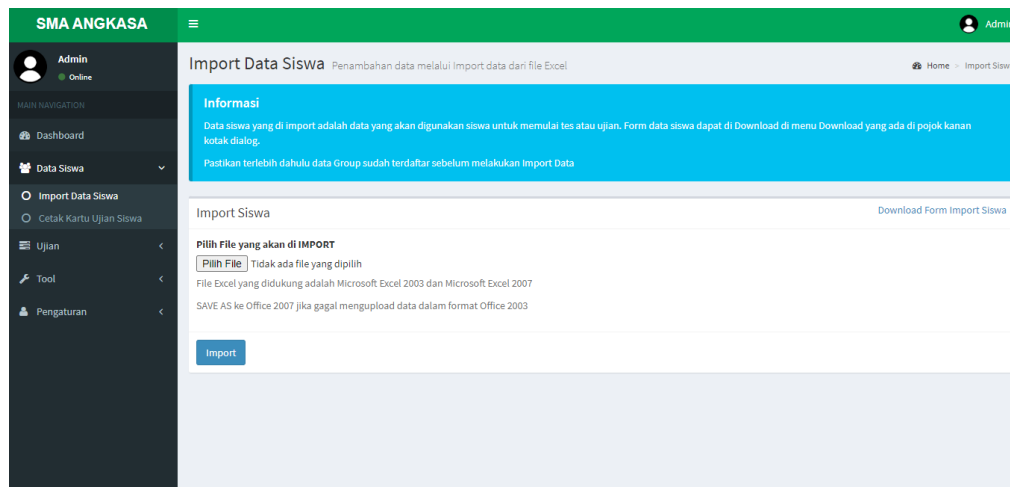 SMA ANGKASA
Admin
Admin
Online
MAIN NAVIGATION
Dashboard
Data Siswa
Import Data Siswa
Cetak Kartu Ujian Siswa
Ujian
Tool
Pengaturan
Import Data Siswa Penambahan data melalui Import data dari file Excel
Home > Import Sisw
Informasi
Data siswa yang di import adalah data yang akan digunakan siswa untuk memulai tes atau ujian. Form data siswa dapat di Download di menu Download yang ada di pojok kanan
kotak dialog.
Pastikan terlebih dahulu data Group sudah terdaftar sebelum melakukan Import Data
Import Siswa
Download Form Import Siswa
Pilih File yang akan di IMPORT
Pilih File Tidak ada file yang dipilih
File Excel yang didukung adalah Microsoft Excel 2003 dan Microsoft Excel 2007
SAVE AS ke Office 2007 jika gagal mengupload data dalam format Office 2003
Import